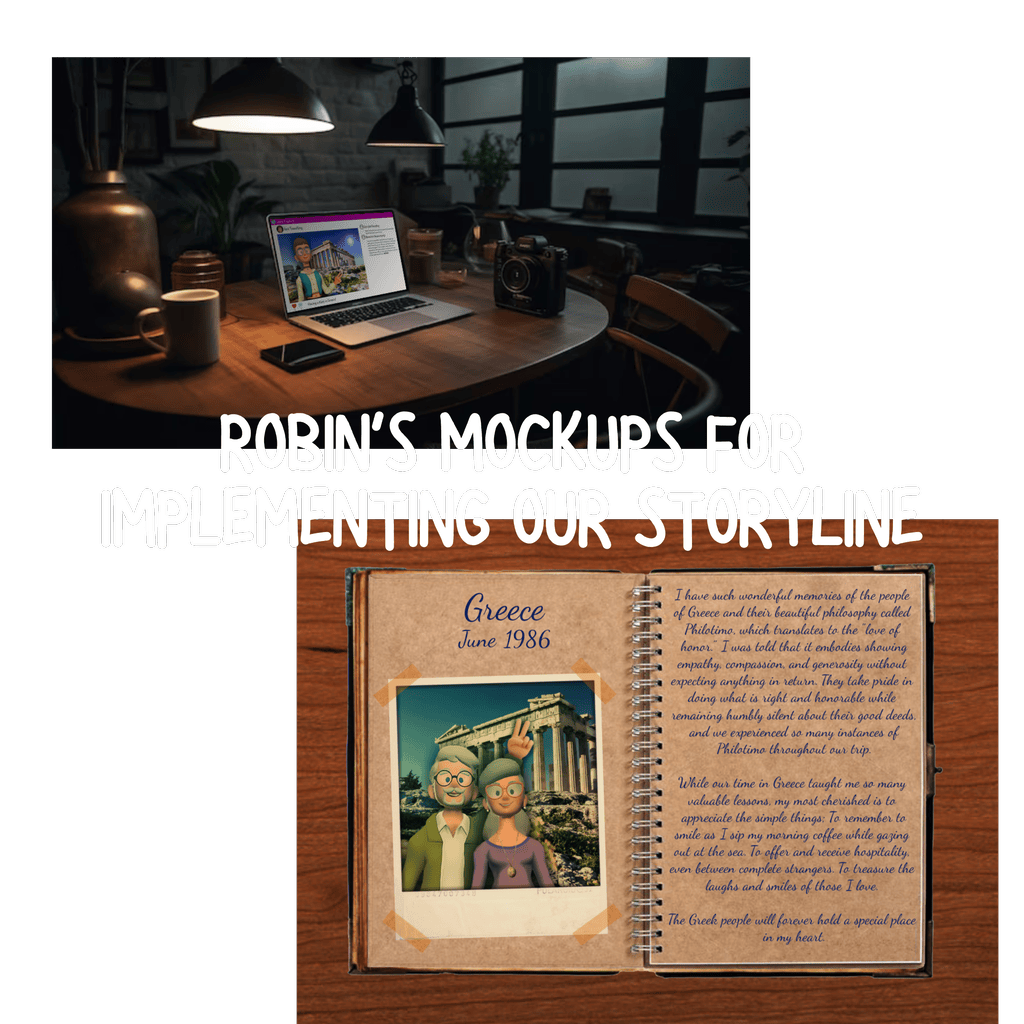 ROBIN'S MOCKUPS FOR
IMPLEMENTING OUR STORYLINE
Greece
June 1986
I have such wonderful memories of the people
of Greece and their beautiful philosophy called
Philotimo, which translates to the "love of
honor." I was told that it embodies showing
empathy, compassion, and generosity without
expecting anything in return. They take pride in
doing what is right and honorable while
remaining humbly silent about their good deeds,
and we experienced so many instances of
Philotimo throughout our trip.
While our time in Greece taught me so many
valuable lessons, my most cherished is to
appreciate the simple things; To remember to
smile as I sip my morning coffee while gazing
out at the sea. To offer and receive hospitality,
even between complete strangers. To treasure the
laughs and smiles of those I love.
The Greek people will forever hold a special place
in my heart.